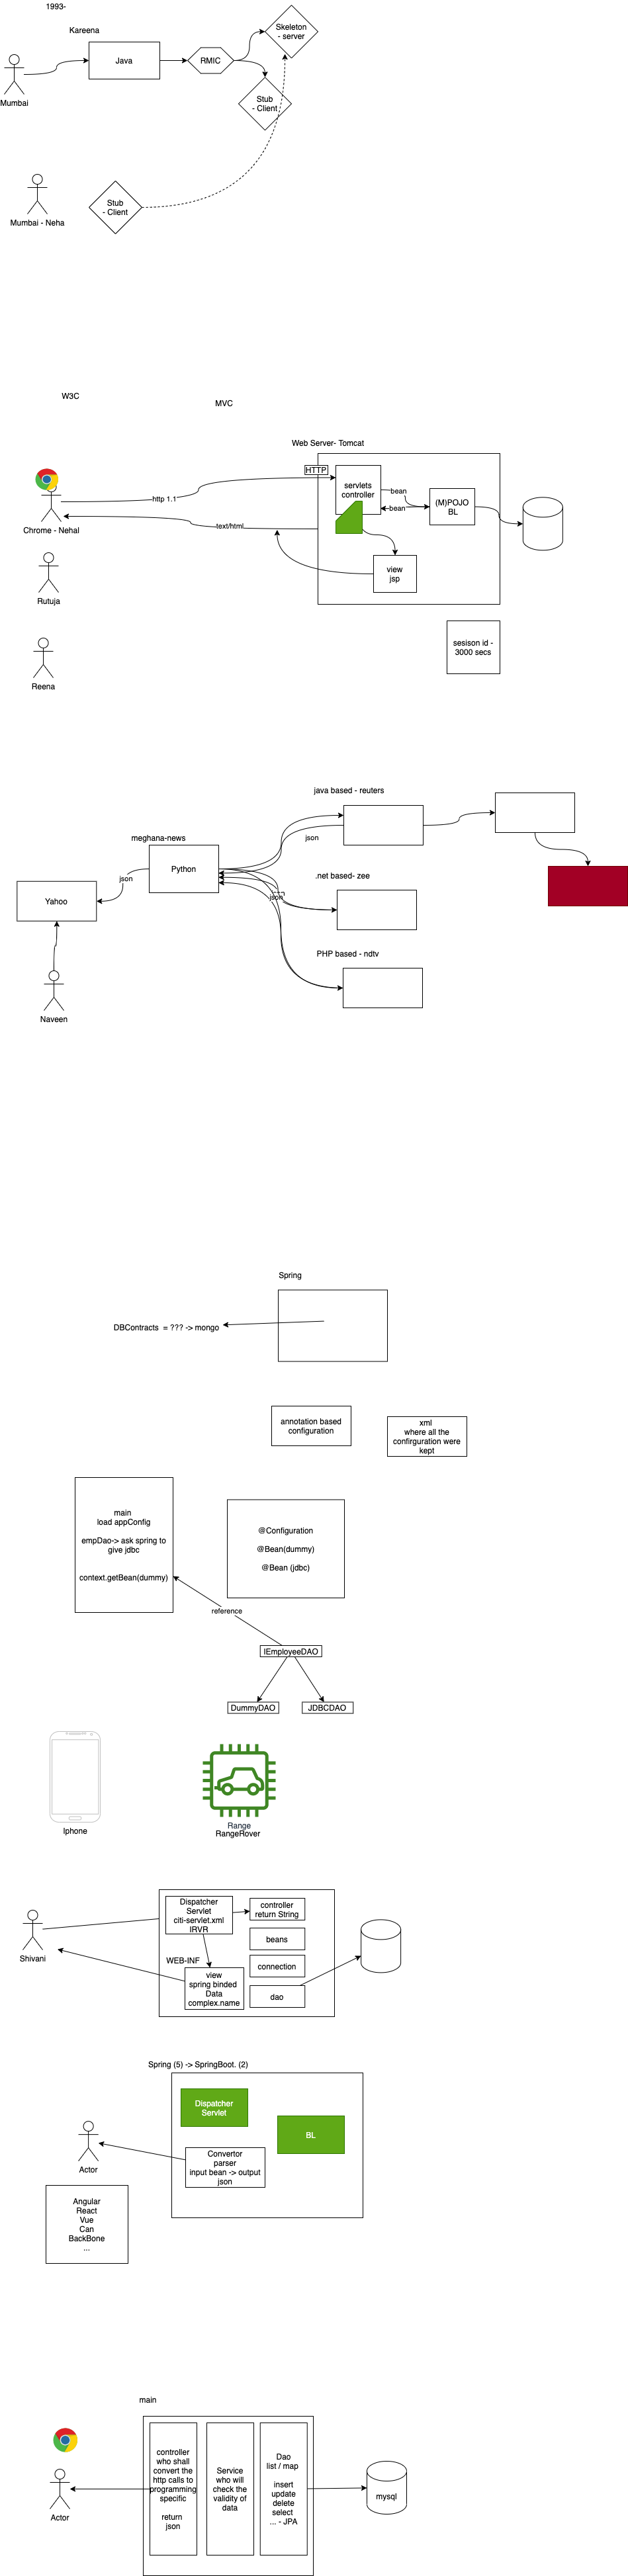 1993-
Kareena
Skeleton
- server
Java
RMIC
Mumbai
Stub
- Client
Stub
- Client
Mumbai - Neha
W3C
MVC
Web Server- Tomcat
HTTP
servlets
controller
bean
(M)POJO
BL
http 1.1
bean
Chrome - Nehal
text/html
view
jsp
Rutuja
sesison id -
3000 secs
Reena
java based - reuters
meghana-news
json
Python
json
.net based- zee
Yahoo
json
PHP based - ndtv
Naveen
Spring
DBContracts  = ??? -> mongo
annotation based
configuration
xml
where all the
confirguration were
kept
main
load appConfig
empDao-> ask spring to
give jdbc
context.getBean(dummy)
@Configuration
@Bean(dummy)
@Bean (jdbc)
reference
IEmployeeDAO
DummyDAO
JDBCDAO
Iphone
Range
RangeRover
Dispatcher
Servlet
citi-servlet.xml
IRVR
controller
return String
beans
Shivani
WEB-INF
connection
view
spring binded
Data
complex.name
dao
Spring (5) -> SpringBoot. (2)
Dispatcher
Servlet
BL
Convertor
parser
input bean -> output
json
Actor
Angular
React
Vue
Can
BackBone
...
main
controller
who shall
convert the
http calls to
programming
specific
return
json
Service
who will
check the
validity of
data
Dao
list / map
insert
update
delete
select
... - JPA
mysql
Actor